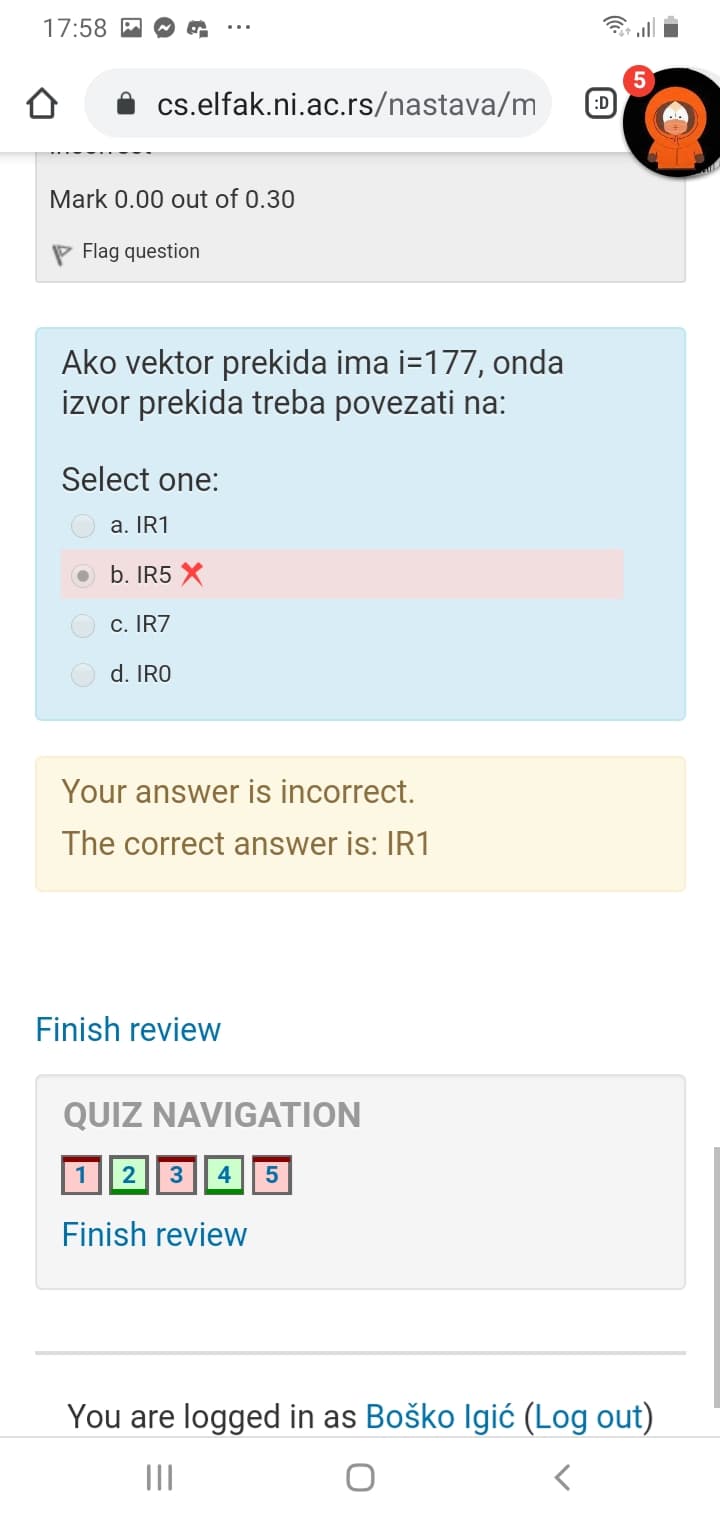 17:58
cs.elfak.ni.ac.rs/nastava/m
:D
5
Mark 0.00 out of 0.30
Flag question
Ako vektor prekida ima i=177, onda
izvor prekida treba povezati na:
Select one:
a. IR1
b. IR5
c. IR7
d. IR0
Your answer is incorrect.
The correct answer is: IR1
Finish review
QUIZ NAVIGATION
1 2 3 4 5
Finish review
You are logged in as Boško Igić (Log out)